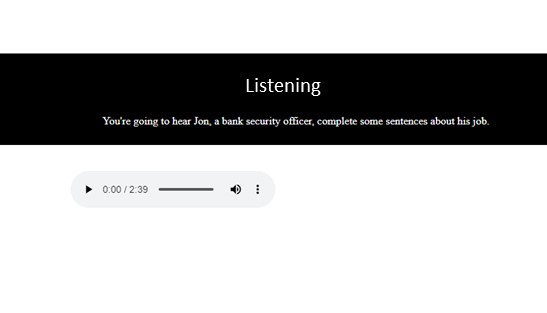 Listening
You're going to hear Jon, a bank security officer, complete some sentences about his job.
0:00 / 2:39